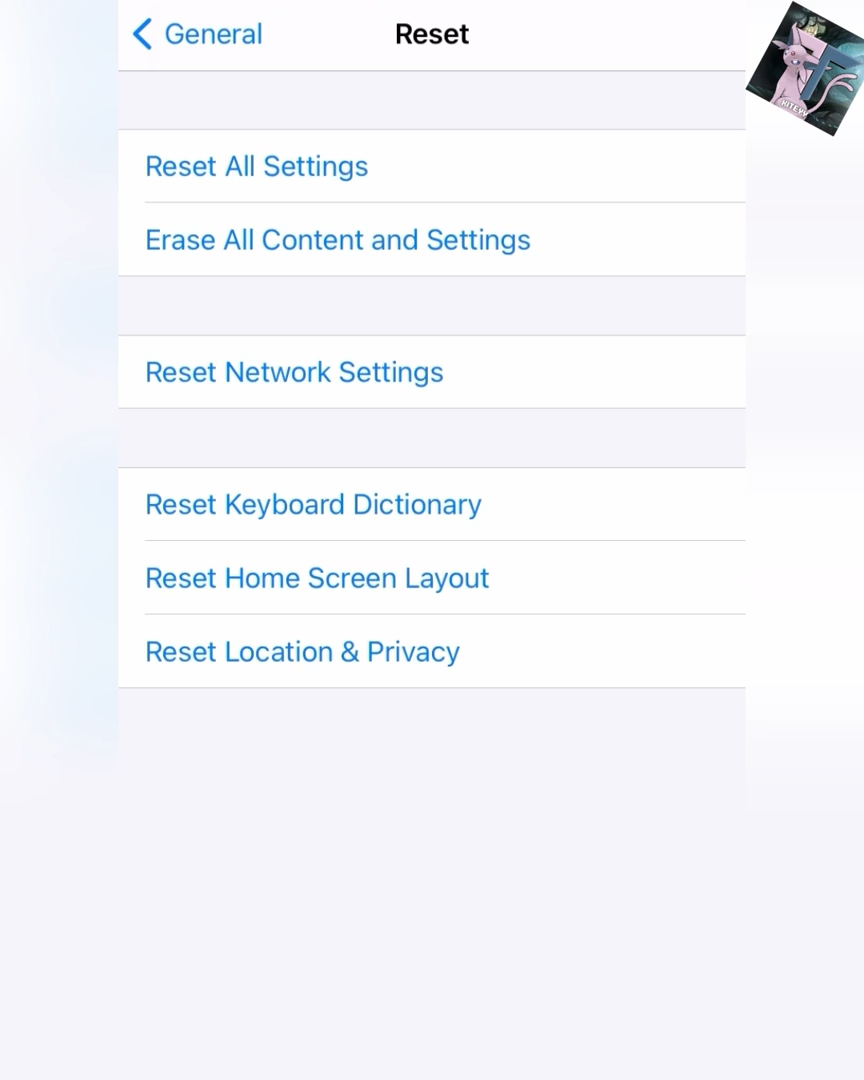 General
Reset
Reset All Settings
Erase All Content and Settings
Reset Network Settings
Reset Keyboard Dictionary
Reset Home Screen Layout
Reset Location & Privacy